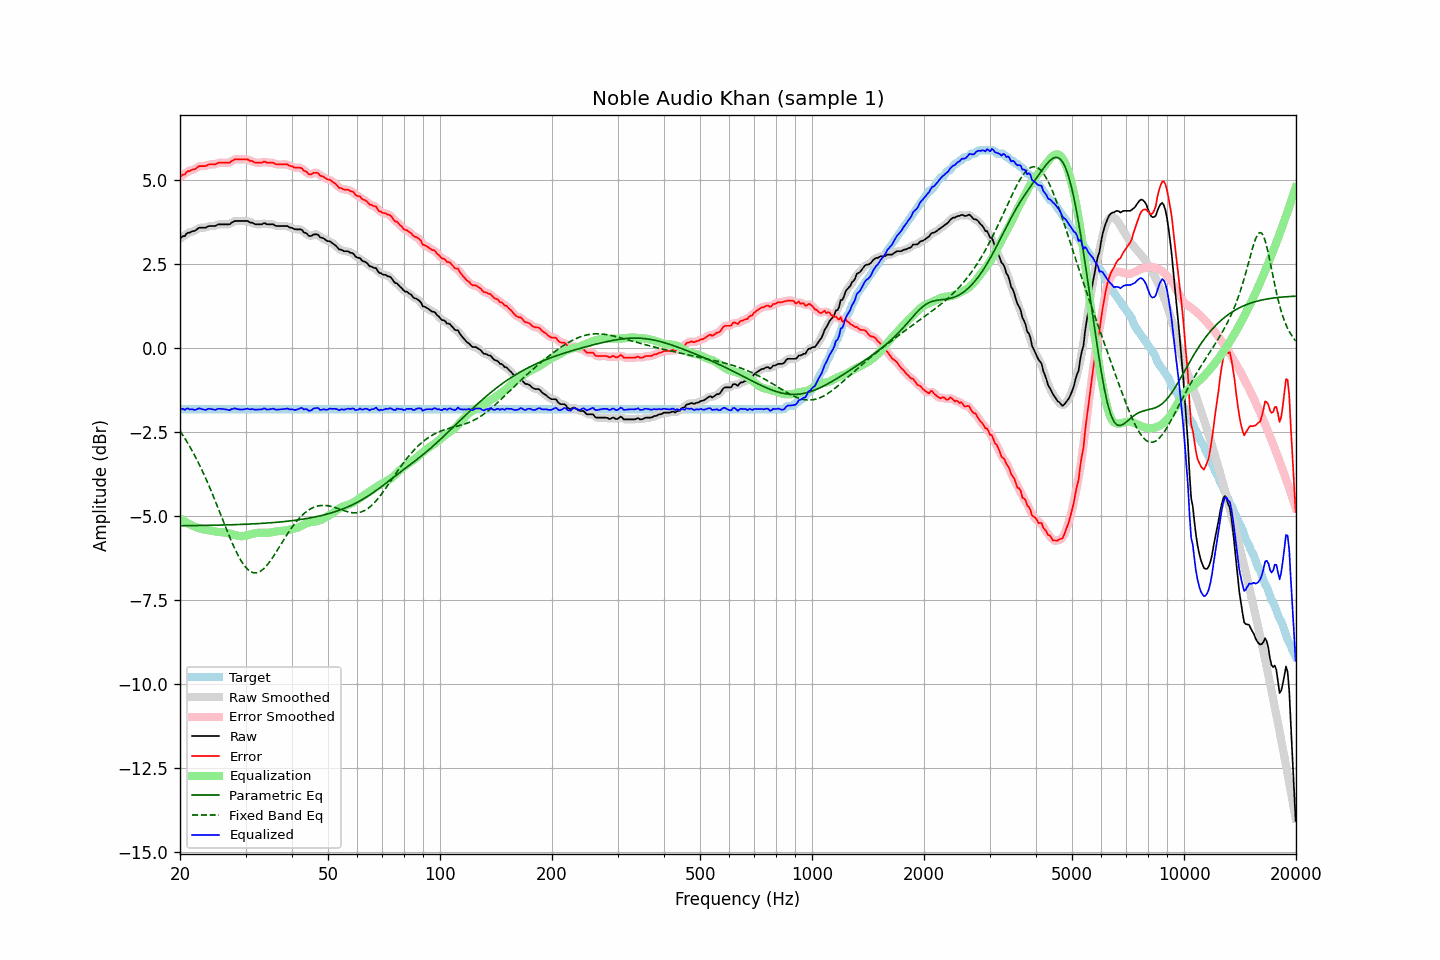 Noble Audio Khan (sample 1)
Amplitude (dBr)
5.0
2.5
0.0
−2.5
−5.0
−7.5
−10.0
−12.5
−15.0
Target
Raw Smoothed
Error Smoothed
Raw
Error
Equalization
Parametric Eq
Fixed Band Eq
Equalized
20 50 100 200 500 1000 2000 5000 10000 20000
Frequency (Hz)